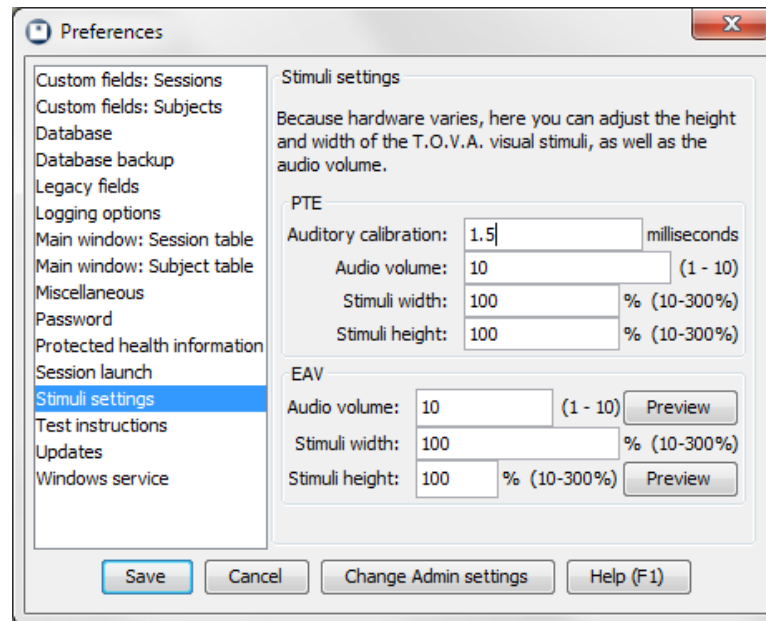 Preferences
Custom fields: Sessions
Custom fields: Subjects
Database
Database backup
Legacy fields
Logging options
Main window: Session table
Main window: Subject table
Miscellaneous
Password
Protected health information
Session launch
Stimuli settings
Test instructions
Updates
Windows service
Stimuli settings
Because hardware varies, here you can adjust the height
and width of the T.O.V.A. visual stimuli, as well as the
audio volume.
PTE
Auditory calibration: 1.5 milliseconds
Audio volume: 10 (1 - 10)
Stimuli width: 100 % (10-300%)
Stimuli height: 100 % (10-300%)
EAV
Audio volume: 10 (1 - 10) Preview
Stimuli width: 100 % (10-300%)
Stimuli height: 100 % (10-300%) Preview
Save Cancel Change Admin settings Help (F1)